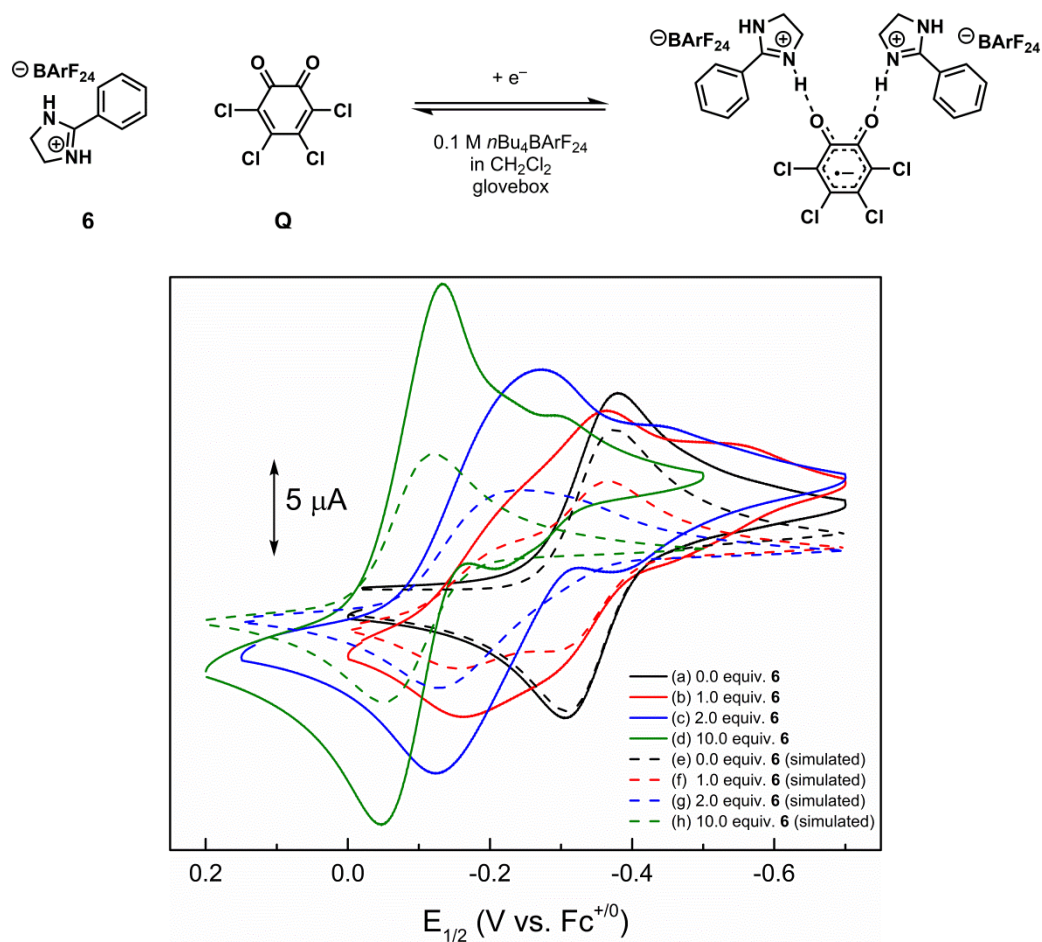 ⊖BArF24
H
N
⊕
NH
6
O
O
Cl
Cl
Cl
Cl
Q
+ e⁻
0.1 M nBu4BArF24
in CH2Cl2
glovebox
⊖BArF24
NH
⊕
N
H
NH
⊕
N
H
⊖BArF24
O
O
•−
Cl
Cl
Cl
Cl
5 μA
(a) 0.0 equiv. 6
(b) 1.0 equiv. 6
(c) 2.0 equiv. 6
(d) 10.0 equiv. 6
(e) 0.0 equiv. 6 (simulated)
(f) 1.0 equiv. 6 (simulated)
(g) 2.0 equiv. 6 (simulated)
(h) 10.0 equiv. 6 (simulated)
0.2 0.0 -0.2 -0.4 -0.6
E1/2 (V vs. Fc+/0)